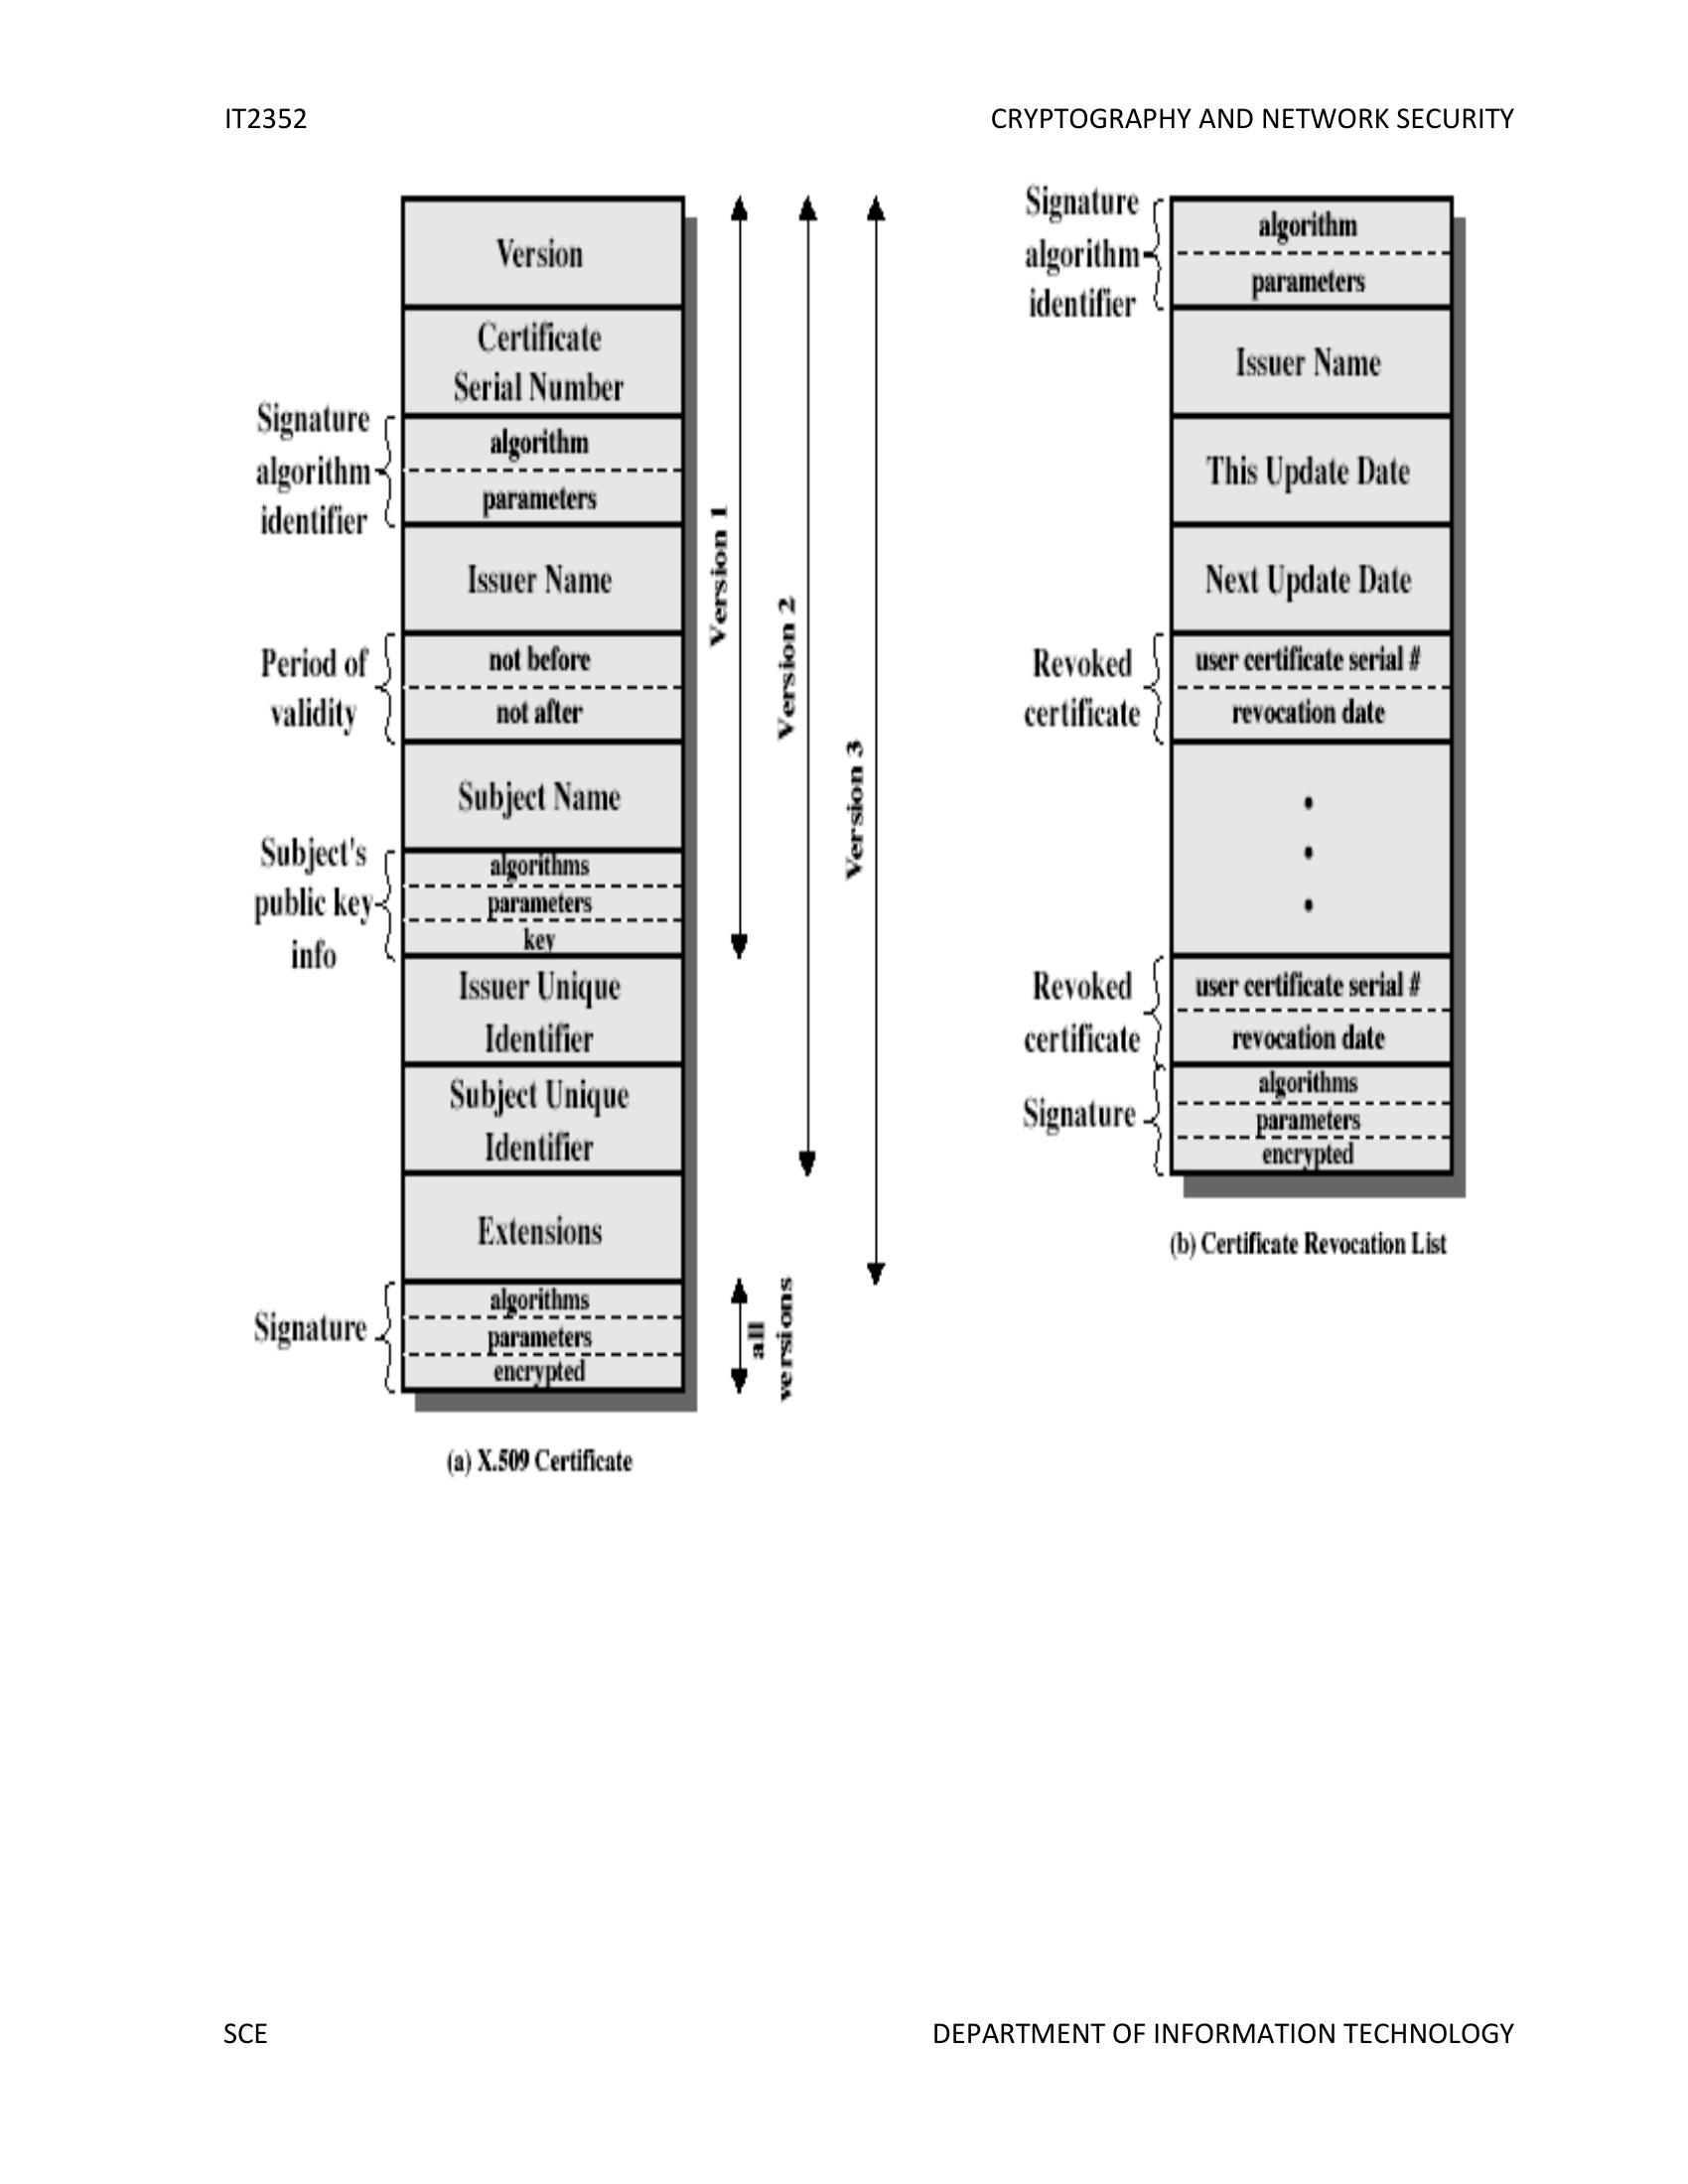 IT2352
CRYPTOGRAPHY AND NETWORK SECURITY
Version
Certificate
Serial Number
Signature
algorithm
identifier
algorithm
parameters
Issuer Name
Period of
validity
not before
not after
Subject Name
Subject's
public key
info
algorithms
parameters
key
Issuer Unique
Identifier
Subject Unique
Identifier
Extensions
Signature
algorithms
parameters
encrypted
Version 1
Version 2
Version 3
all
versions
(a) X.509 Certificate
Signature
algorithm
identifier
algorithm
parameters
Issuer Name
This Update Date
Next Update Date
Revoked
certificate
user certificate serial #
revocation date
Revoked
certificate
user certificate serial #
revocation date
Signature
algorithms
parameters
encrypted
(b) Certificate Revocation List
SCE
DEPARTMENT OF INFORMATION TECHNOLOGY